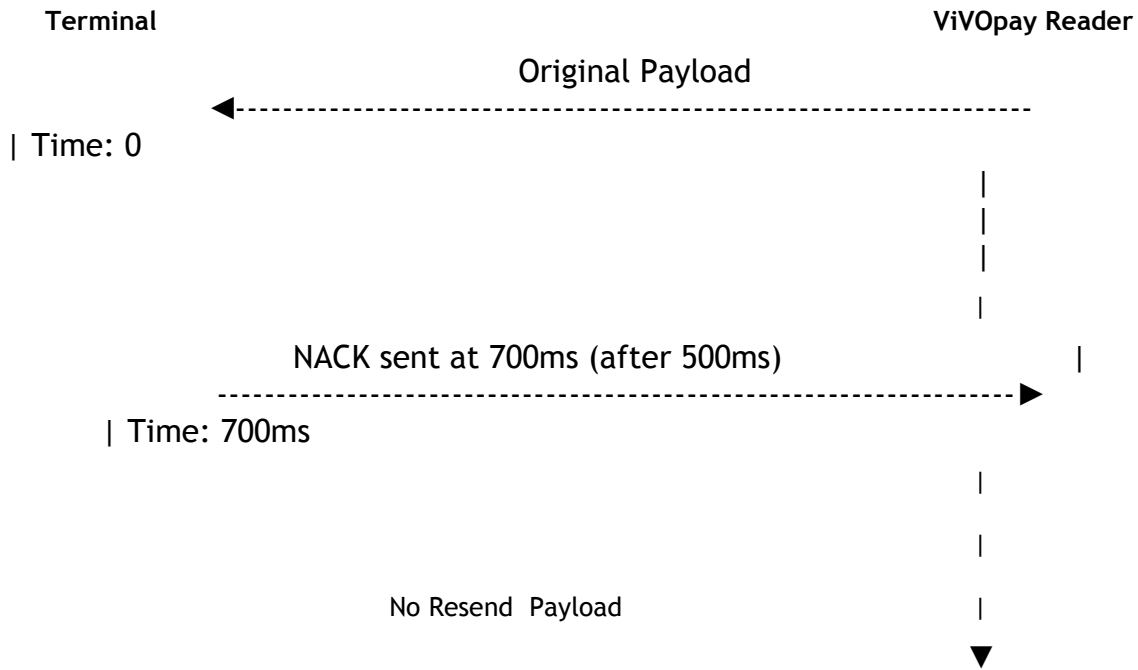 Terminal ViVOpay Reader
Original Payload
| Time: 0
NACK sent at 700ms (after 500ms)
| Time: 700ms
No Resend Payload